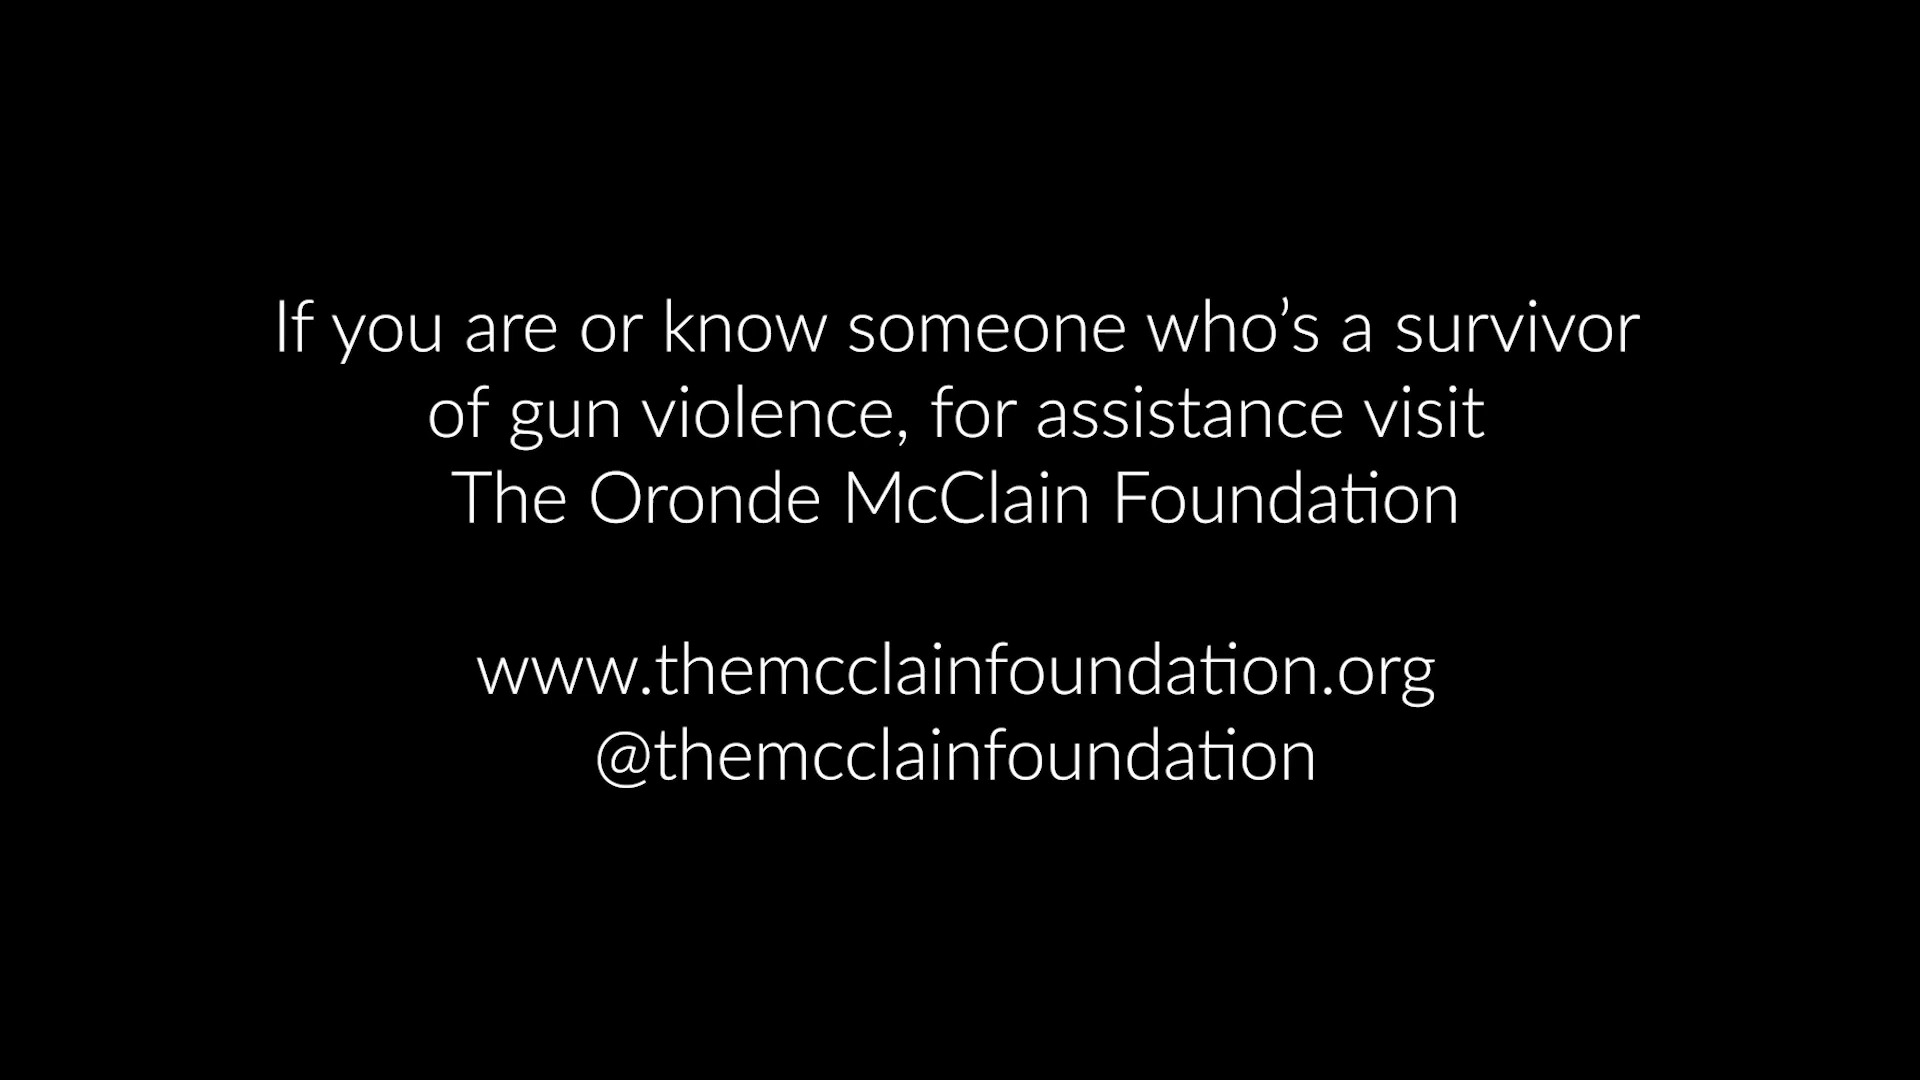 If you are or know someone who’s a survivor
of gun violence, for assistance visit
The Oronde McClain Foundation
www.themcclainfoundation.org
@themcclainfoundation